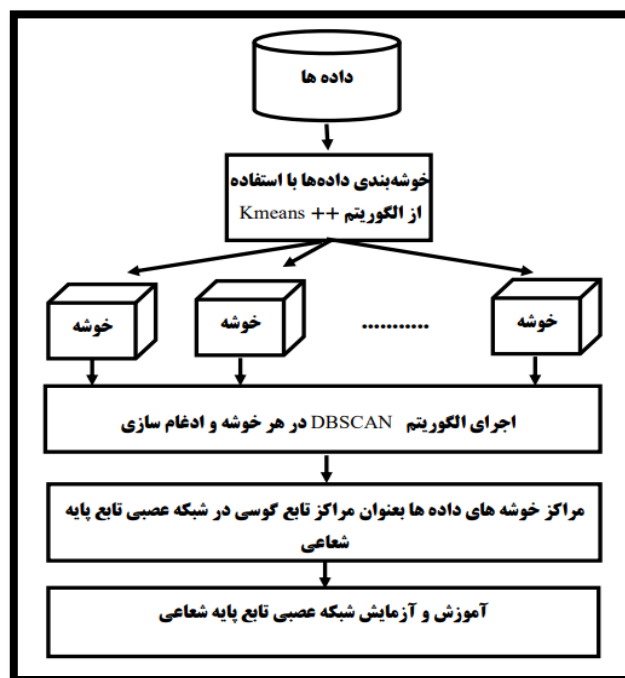 داده ها
خوشه‌بندی داده‌ها با استفاده
از الگوریتم Kmeans ++
خوشه
خوشه
...........
خوشه
اجرای الگوریتم DBSCAN در هر خوشه و ادغام سازی
مراکز خوشه های داده ها بعنوان مراکز تابع گوسی در شبکه عصبی تابع پایه
شعاعی
آموزش و آزمایش شبکه عصبی تابع پایه شعاعی